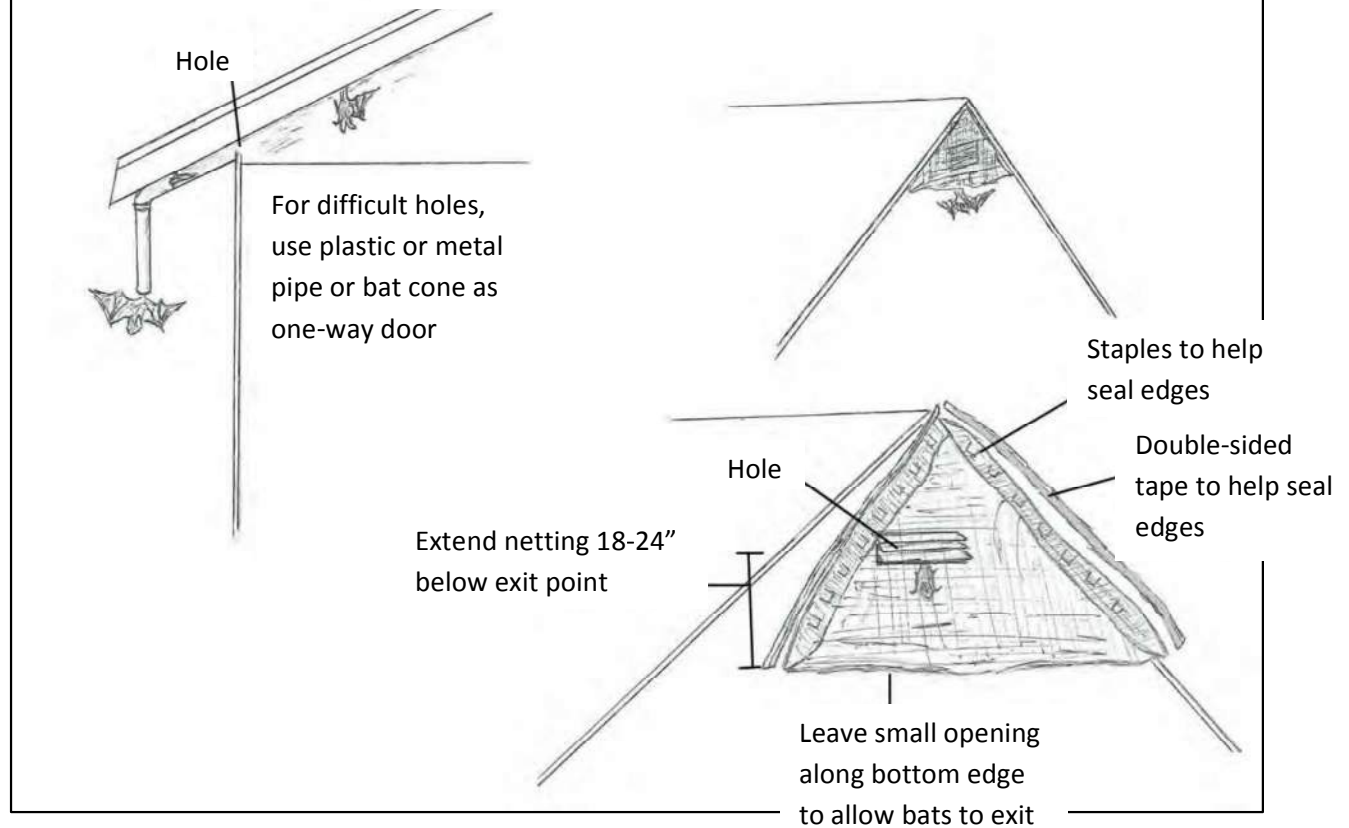 Hole
For difficult holes,
use plastic or metal
pipe or bat cone as
one-way door
Staples to help
seal edges
Double-sided
tape to help seal
edges
Hole
Extend netting 18-24”
below exit point
Leave small opening
along bottom edge
to allow bats to exit